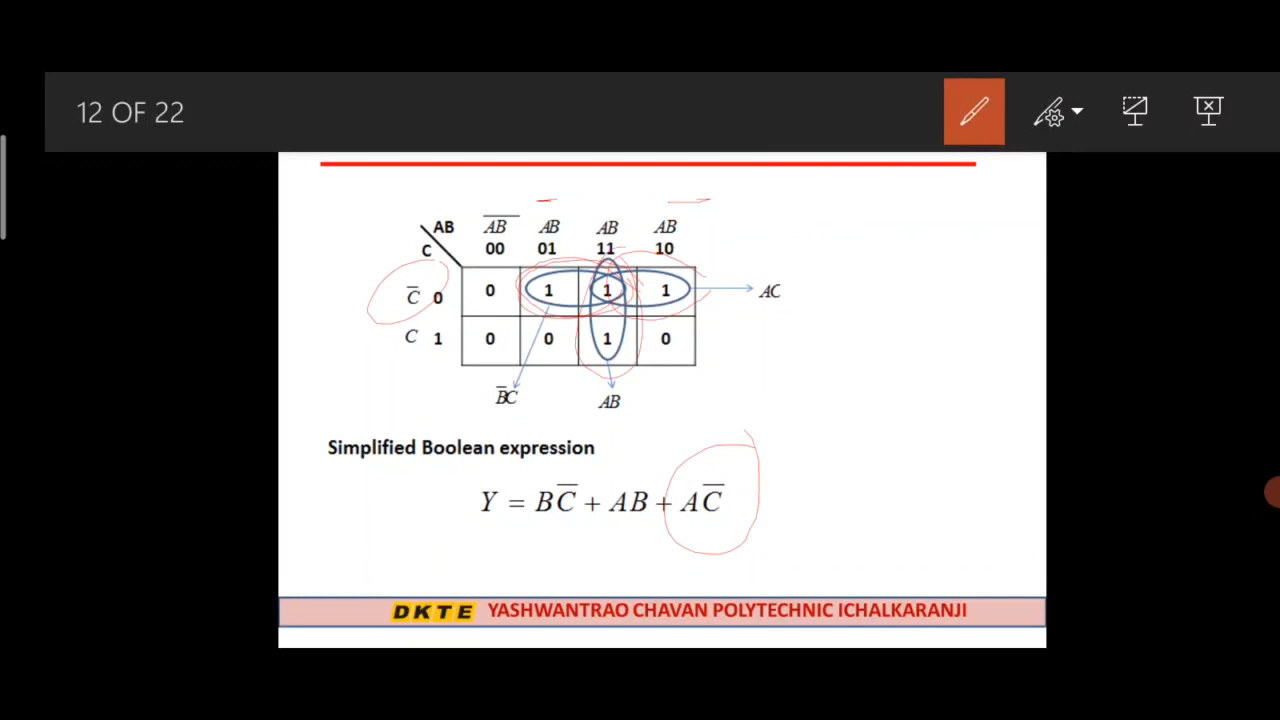 12 OF 22
AB
C
A̅B̅ AB AB AB
00 01 11 10
C̅ 0 0 1 1 1
AC
C 1 0 0 1 0
B̅C
AB
Simplified Boolean expression
Y = BC̅ + AB + AC̅
DKTE YASHWANTRAO CHAVAN POLYTECHNIC ICHALKARANJI